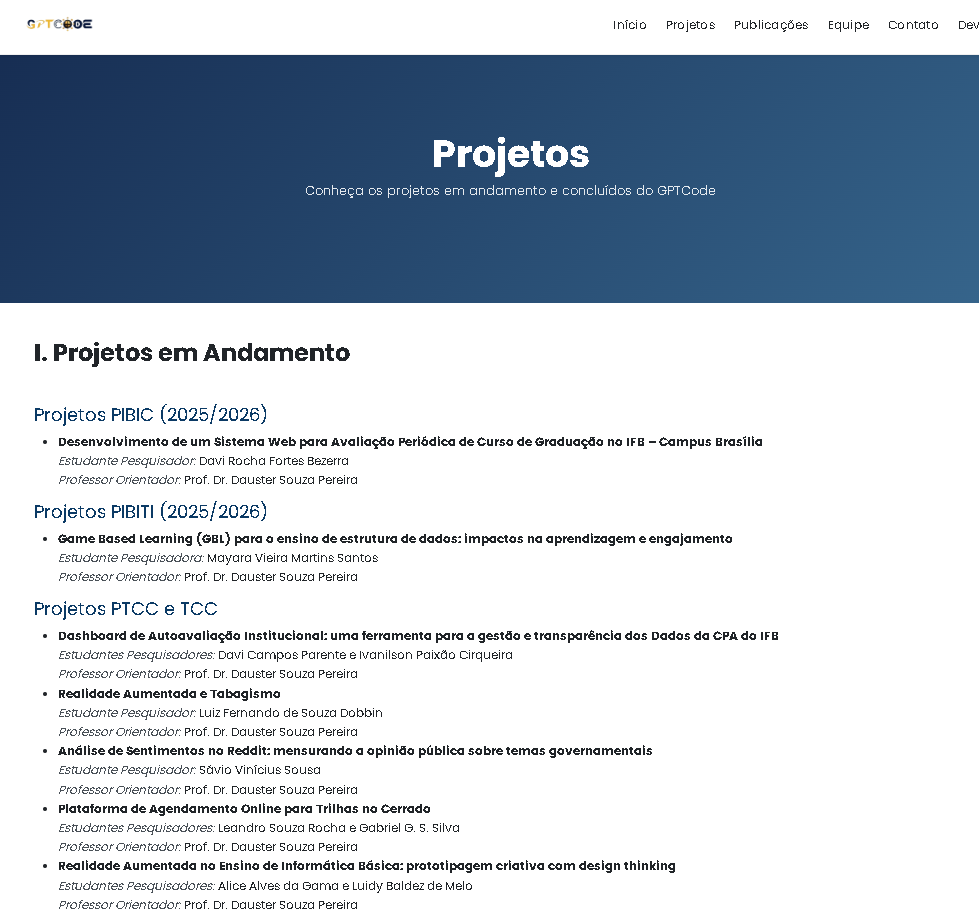 GPTCODE
Início Projetos Publicações Equipe Contato
Projetos
Conheça os projetos em andamento e concluídos do GPTCode
I. Projetos em Andamento
Projetos PIBIC (2025/2026)
• Desenvolvimento de um Sistema Web para Avaliação Periódica de Curso de Graduação no IFB – Campus Brasília
Estudante Pesquisador: Davi Rocha Fortes Bezerra
Professor Orientador: Prof. Dr. Dauster Souza Pereira
Projetos PIBITI (2025/2026)
• Game Based Learning (GBL) para o ensino de estrutura de dados: impactos na aprendizagem e engajamento
Estudante Pesquisadora: Mayara Vieira Martins Santos
Professor Orientador: Prof. Dr. Dauster Souza Pereira
Projetos PTCC e TCC
• Dashboard de Autoavaliação Institucional: uma ferramenta para a gestão e transparência dos Dados da CPA do IFB
Estudantes Pesquisadores: Davi Campos Parente e Ivanilson Paixão Cirqueira
Professor Orientador: Prof. Dr. Dauster Souza Pereira
• Realidade Aumentada e Tabagismo
Estudante Pesquisador: Luiz Fernando de Souza Dobbin
Professor Orientador: Prof. Dr. Dauster Souza Pereira
• Análise de Sentimentos no Reddit: mensurando a opinião pública sobre temas governamentais
Estudante Pesquisador: Sávio Vinícius Sousa
Professor Orientador: Prof. Dr. Dauster Souza Pereira
• Plataforma de Agendamento Online para Trilhas no Cerrado
Estudantes Pesquisadores: Leandro Souza Rocha e Gabriel G. S. Silva
Professor Orientador: Prof. Dr. Dauster Souza Pereira
• Realidade Aumentada no Ensino de Informática Básica: prototipagem criativa com design thinking
Estudantes Pesquisadores: Alice Alves da Gama e Luidy Baldez de Melo
Professor Orientador: Prof. Dr. Dauster Souza Pereira